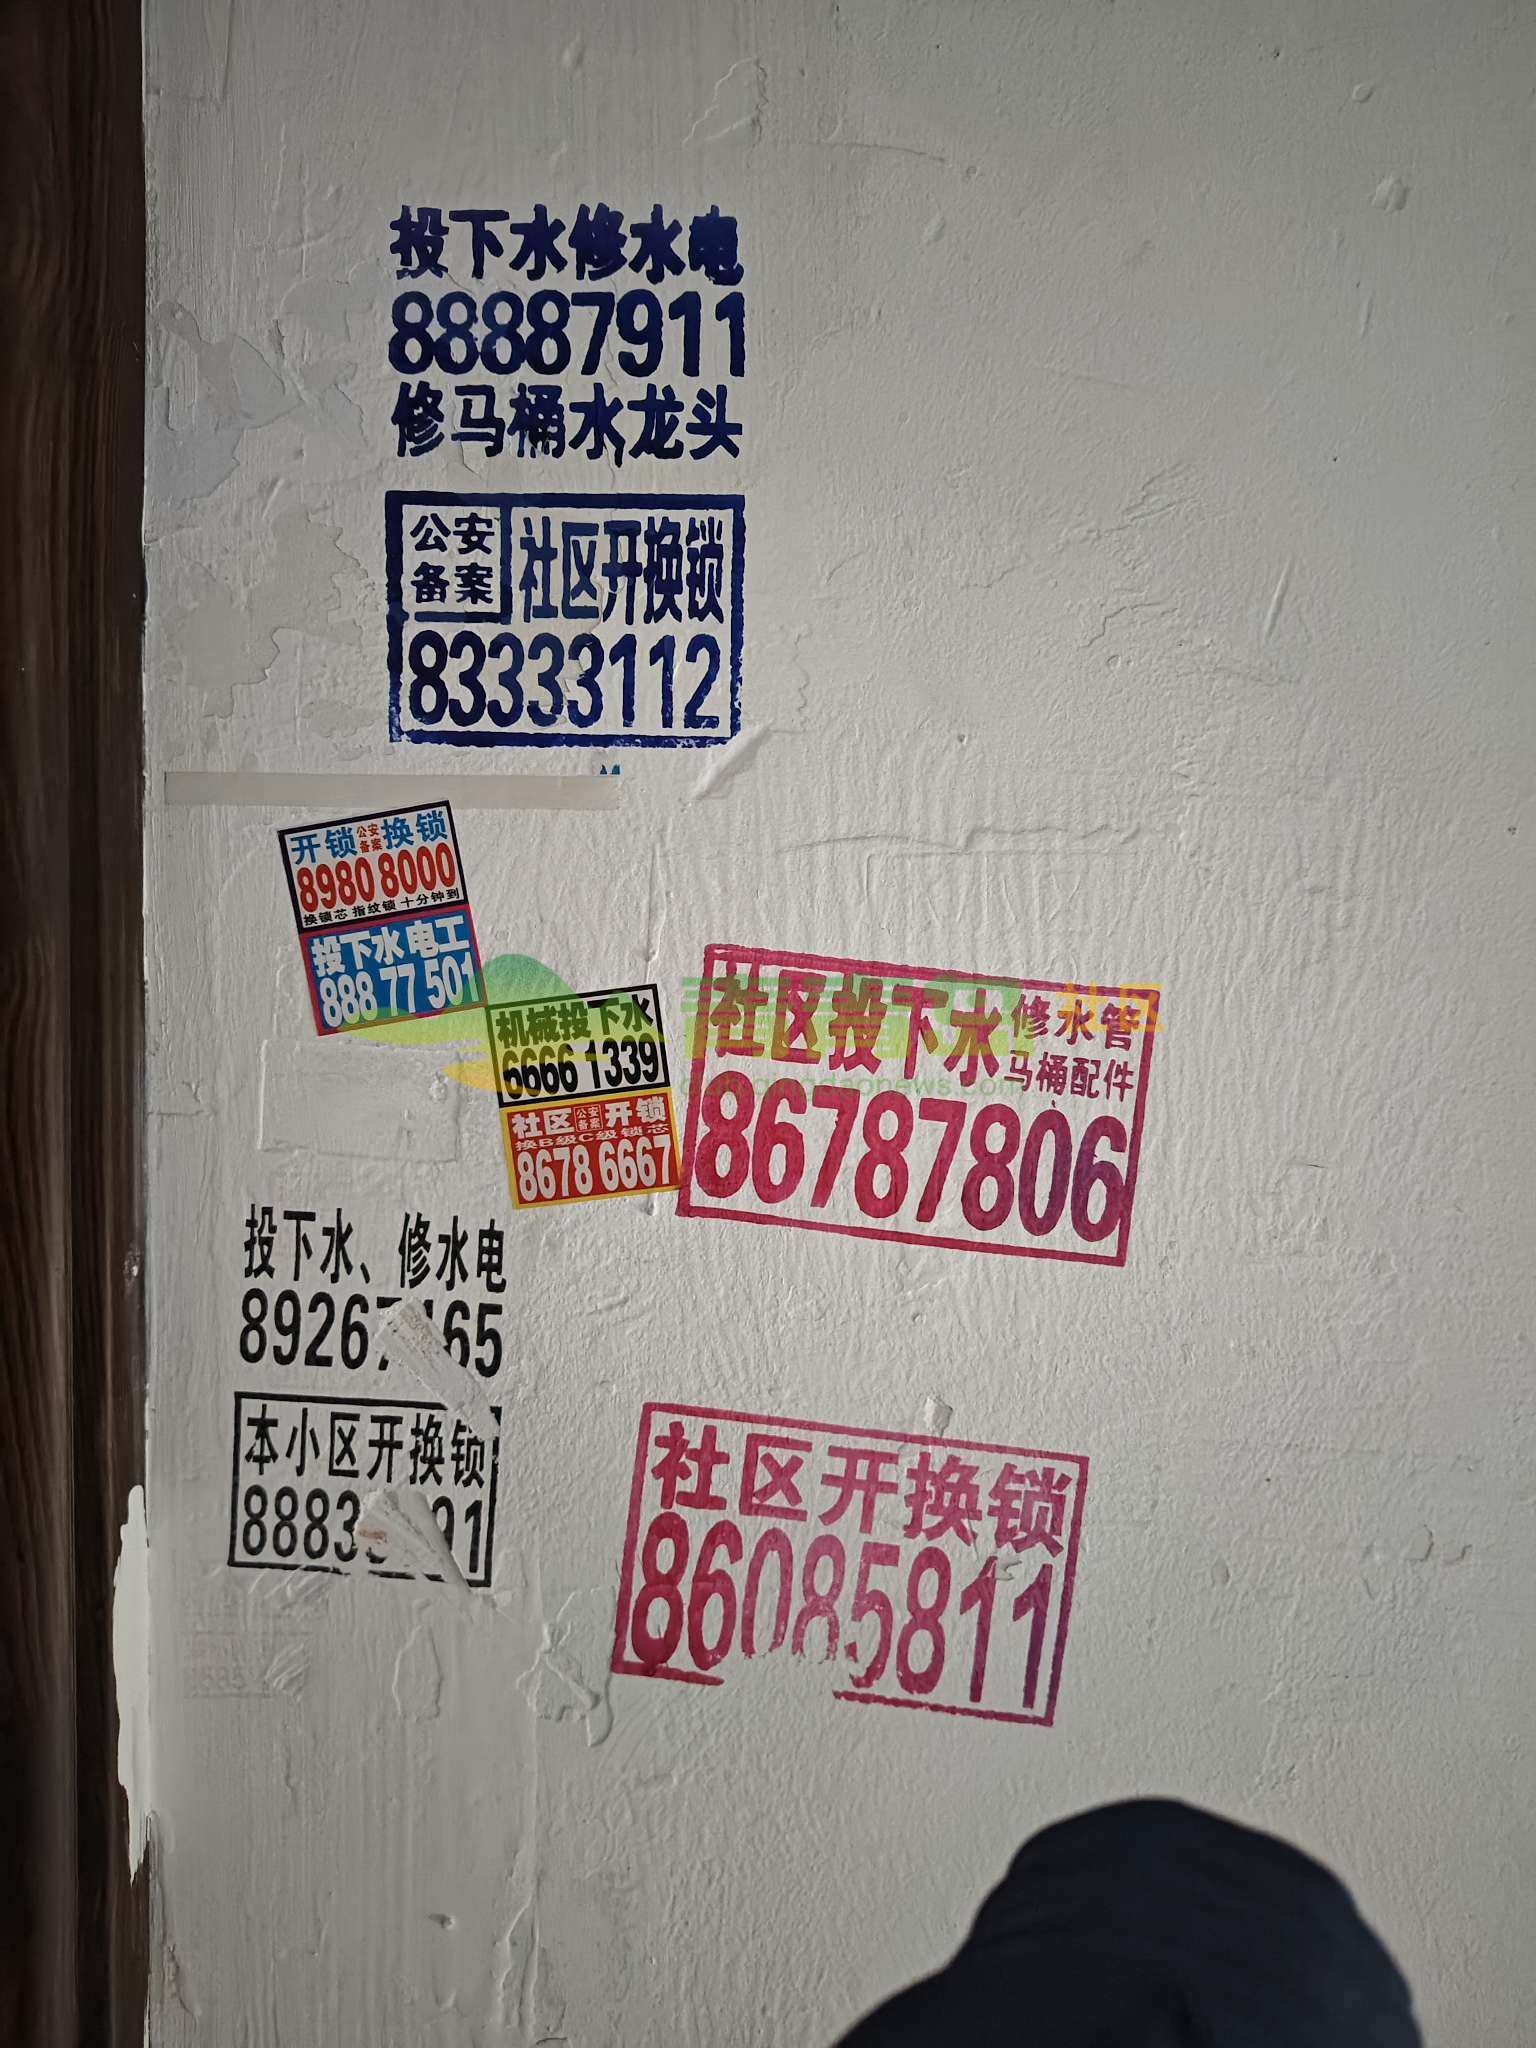 投下水修水电
88887911
修马桶水龙头
公安
备案
社区开换锁
83333112
开锁
公安
备案
换锁
8980 8000
换锁芯 指纹锁 十分钟到
投下水 电工
888 77 501
机械投下水
6666 1339
社区
公安
备案
开锁
换B级C级锁芯
8678 6667
社区投下水
修水管
马桶配件
86787806
投下水、修水电
本小区开换锁
社区开换锁
86085811